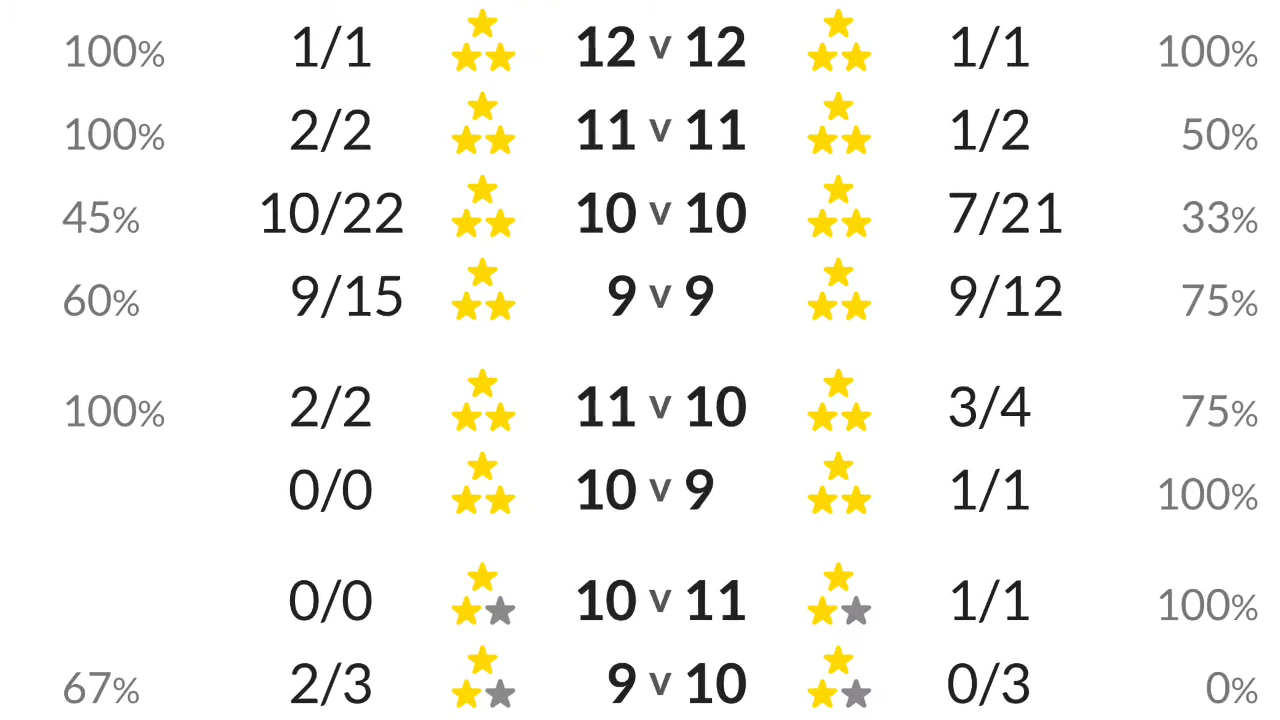 100% 1/1 12 v 12 1/1 100%
100% 2/2 11 v 11 1/2 50%
45% 10/22 10 v 10 7/21 33%
60% 9/15 9 v 9 9/12 75%
100% 2/2 11 v 10 3/4 75%
0/0 10 v 9 1/1 100%
0/0 10 v 11 1/1 100%
67% 2/3 9 v 10 0/3 0%